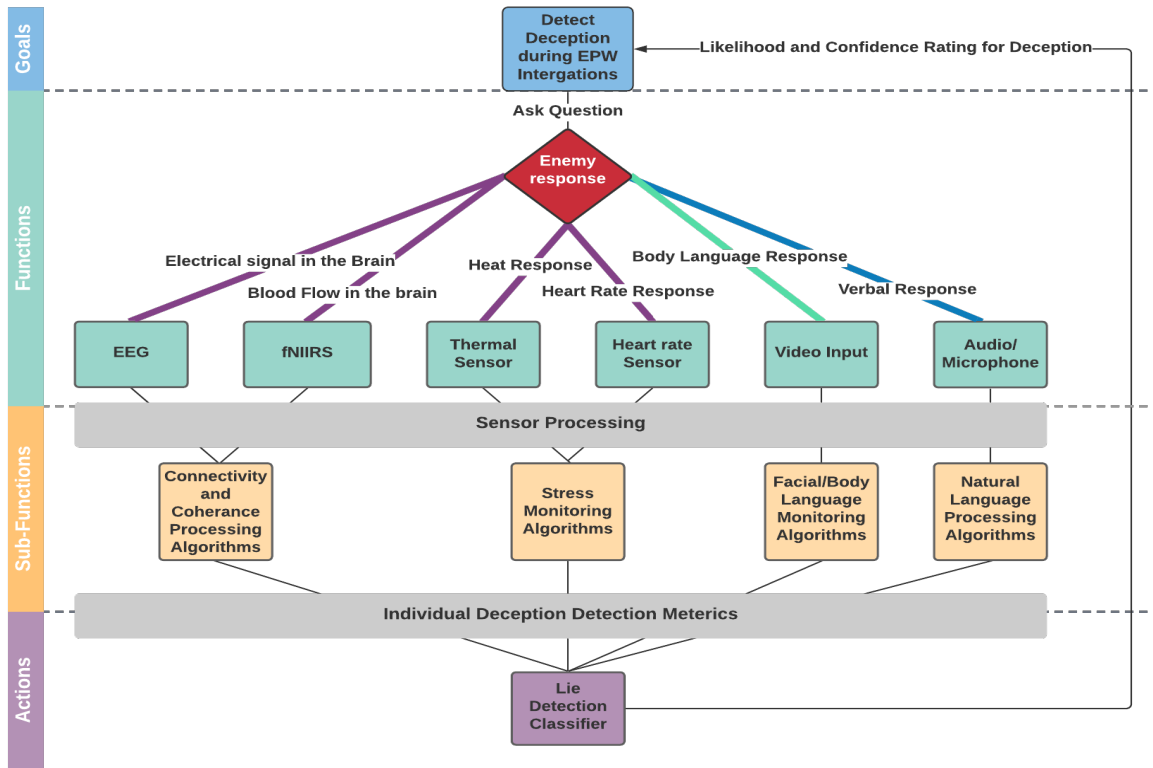 Goals
Detect
Deception
during EPW
Intergations
Likelihood and Confidence Rating for Deception
Functions
Ask Question
Enemy
response
Electrical signal in the Brain
Blood Flow in the brain
Heat Response
Heart Rate Response
Body Language Response
Verbal Response
EEG
fNIIRS
Thermal
Sensor
Heart rate
Sensor
Video Input
Audio/
Microphone
Sub-Functions
Sensor Processing
Connectivity
and
Coherance
Processing
Algorithms
Stress
Monitoring
Algorithms
Facial/Body
Language
Monitoring
Algorithms
Natural
Language
Processing
Algorithms
Individual Deception Detection Meterics
Actions
Lie
Detection
Classifier